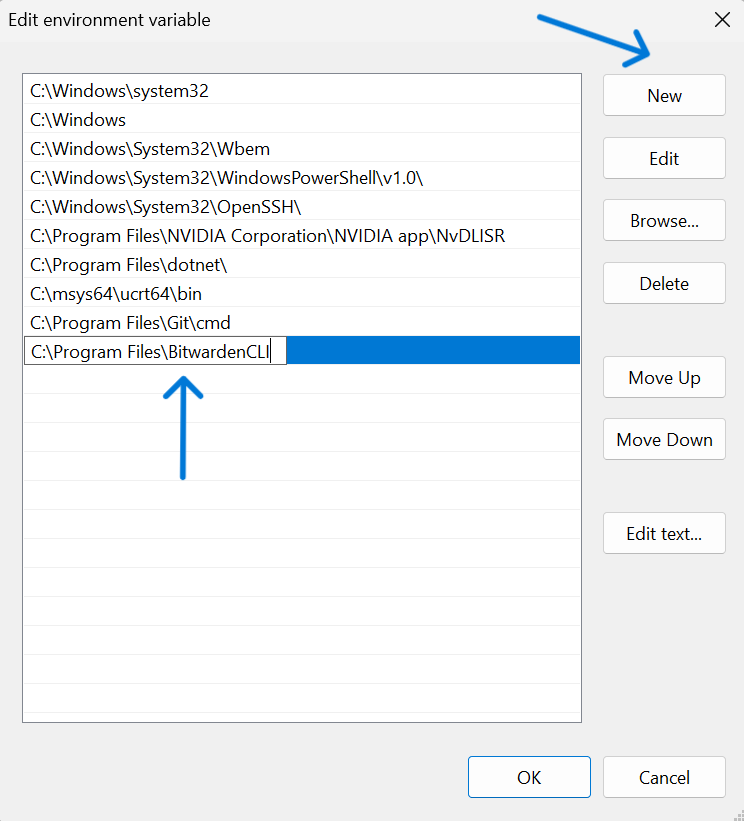 Edit environment variable
C:\Windows\system32
C:\Windows
C:\Windows\System32\Wbem
C:\Windows\System32\WindowsPowerShell\v1.0\
C:\Windows\System32\OpenSSH\
C:\Program Files\NVIDIA Corporation\NVIDIA app\NvDLISR
C:\Program Files\dotnet\
C:\msys64\ucrt64\bin
C:\Program Files\Git\cmd
C:\Program Files\BitwardenCLI
New
Edit
Browse...
Delete
Move Up
Move Down
Edit text...
OK
Cancel